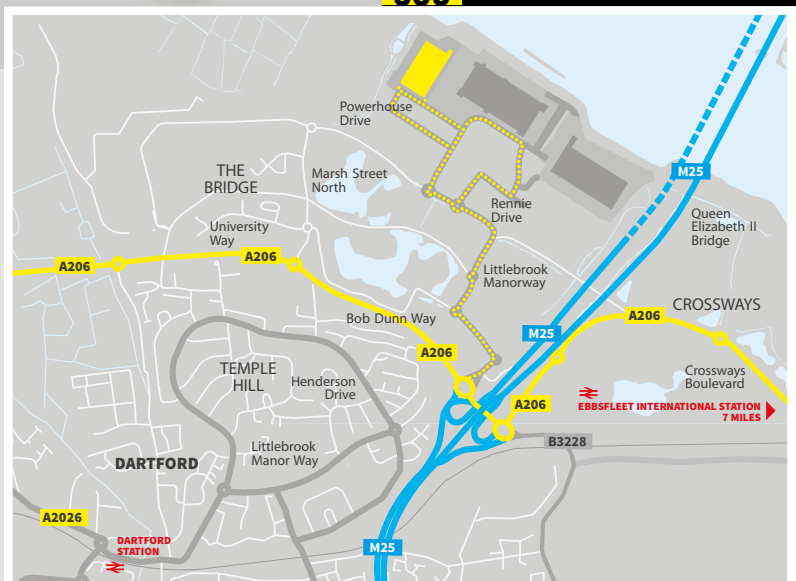 Powerhouse
Drive
M25
THE
BRIDGE
Marsh Street
North
Rennie
Drive
Queen
Elizabeth II
Bridge
University
Way
A206
A206
Littlebrook
Manorway
CROSSWAYS
Bob Dunn Way
A206
M25
A206
TEMPLE
HILL
Henderson
Drive
Crossways
Boulevard
A206
EBBSFLEET INTERNATIONAL STATION
7 MILES
B3228
Littlebrook
Manor Way
DARTFORD
A2026
DARTFORD
STATION
M25